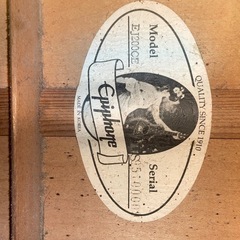 QUALITY SINCE 1910
Model
EJ200CE
Serial
Epiphone
MADE IN KOREA